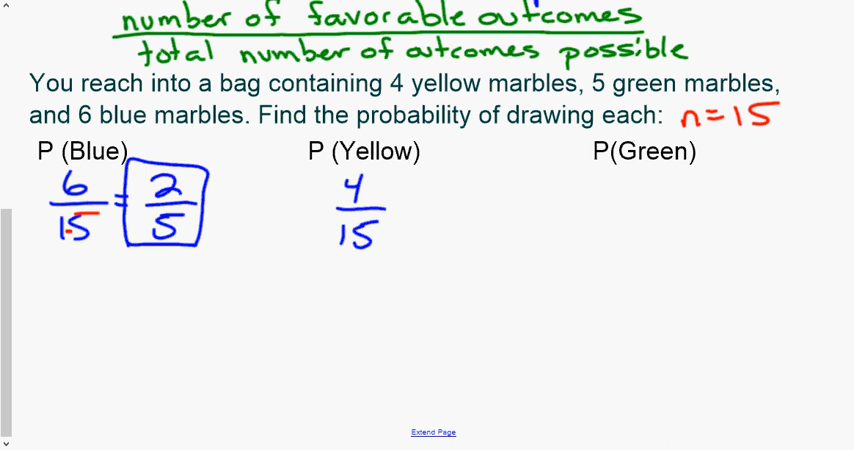 number of favorable outcomes
total number of outcomes possible
You reach into a bag containing 4 yellow marbles, 5 green marbles,
and 6 blue marbles. Find the probability of drawing each: n=15
P (Blue) P (Yellow) P(Green)
6/15 = 2/5 4/15
Extend Page